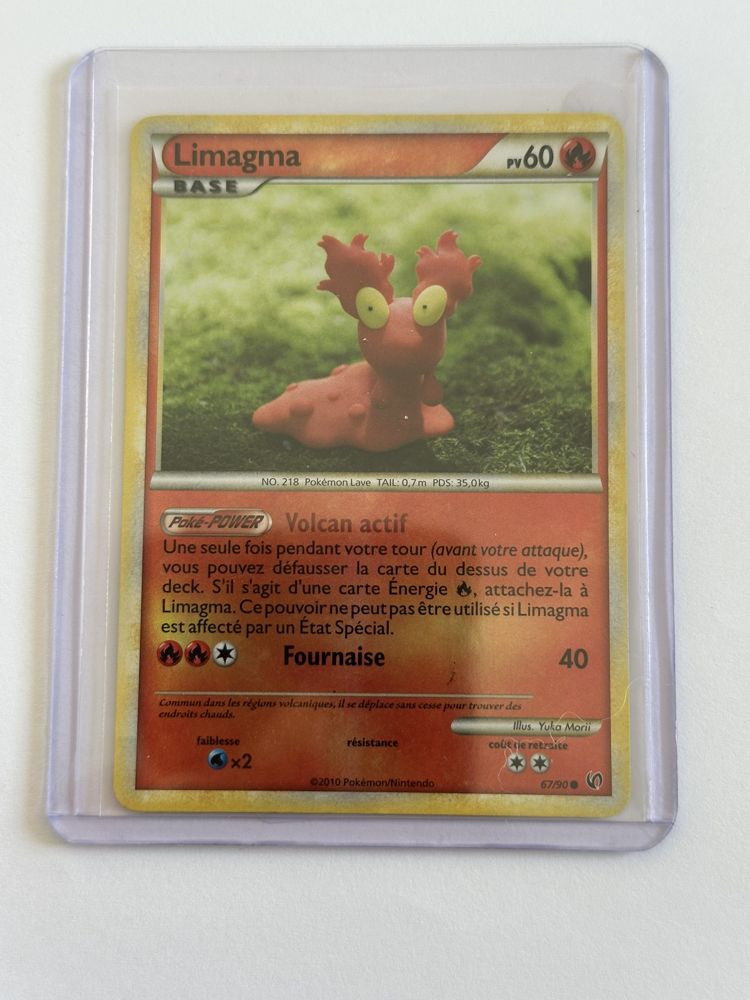 Limagma PV60
BASE
NO. 218 Pokémon Lave TAIL: 0,7m PDS: 35,0kg
Poké-POWER Volcan actif
Une seule fois pendant votre tour (avant votre attaque),
vous pouvez défausser la carte du dessus de votre
deck. S'il s'agit d'une carte Énergie , attachez-la à
Limagma. Ce pouvoir ne peut pas être utilisé si Limagma
est affecté par un État Spécial.
Fournaise 40
Commun dans les régions volcaniques, il se déplace sans cesse pour trouver des
endroits chauds.
Illus. Yuka Morii
faiblesse résistance coût de retraite
×2
©2010 Pokémon/Nintendo 67/90